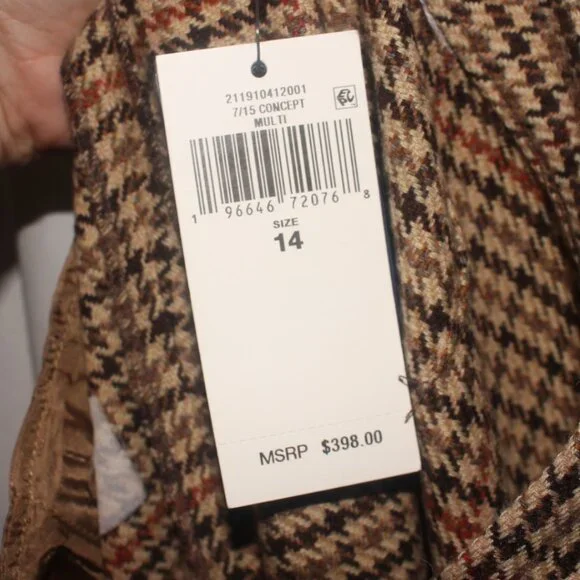 211910412001
7/15 CONCEPT
MULTI
1 96646 72076 8
SIZE
14
MSRP $398.00